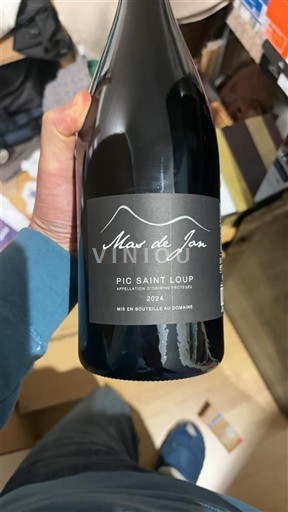 Mas de Jon
VINIOU
PIC SAINT LOUP
APPELLATION D'ORIGINE PROTÉGÉE
2024
MIS EN BOUTEILLE AU DOMAINE